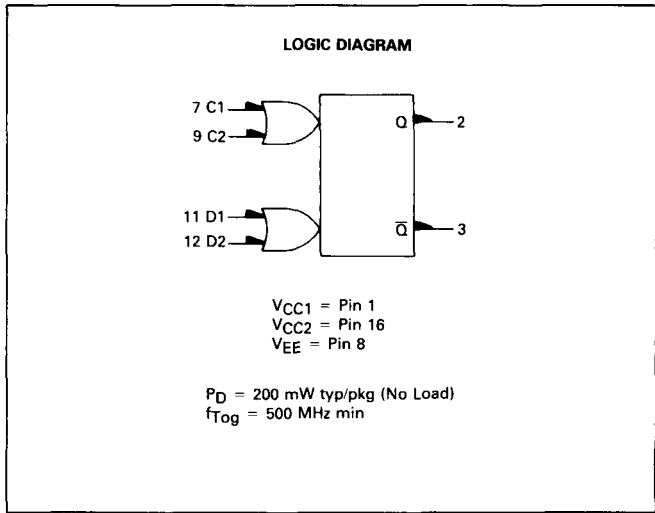 LOGIC DIAGRAM
7 C1
9 C2
Q 2
11 D1
12 D2
Q̅ 3
VCC1 = Pin 1
VCC2 = Pin 16
VEE = Pin 8
PD = 200 mW typ/pkg (No Load)
fTog = 500 MHz min